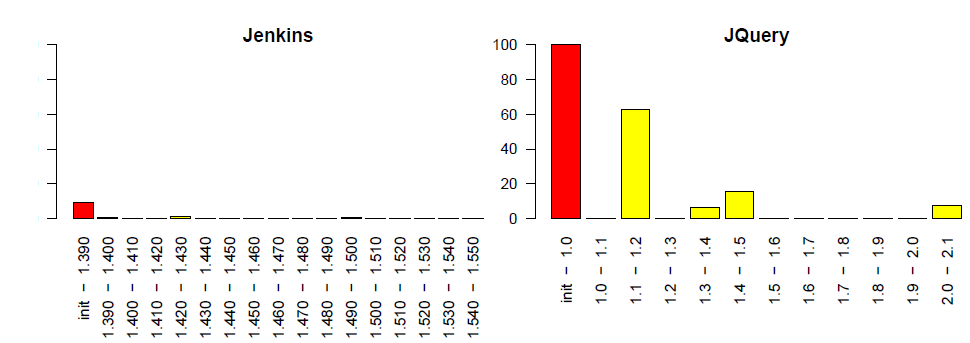 Jenkins
init - 1.390
1.390 - 1.400
1.400 - 1.410
1.410 - 1.420
1.420 - 1.430
1.430 - 1.440
1.440 - 1.450
1.450 - 1.460
1.460 - 1.470
1.470 - 1.480
1.480 - 1.490
1.490 - 1.500
1.500 - 1.510
1.510 - 1.520
1.520 - 1.530
1.530 - 1.540
1.540 - 1.550
JQuery
100
80
60
40
20
0
init - 1.0
1.0 - 1.1
1.1 - 1.2
1.2 - 1.3
1.3 - 1.4
1.4 - 1.5
1.5 - 1.6
1.6 - 1.7
1.7 - 1.8
1.8 - 1.9
1.9 - 2.0
2.0 - 2.1